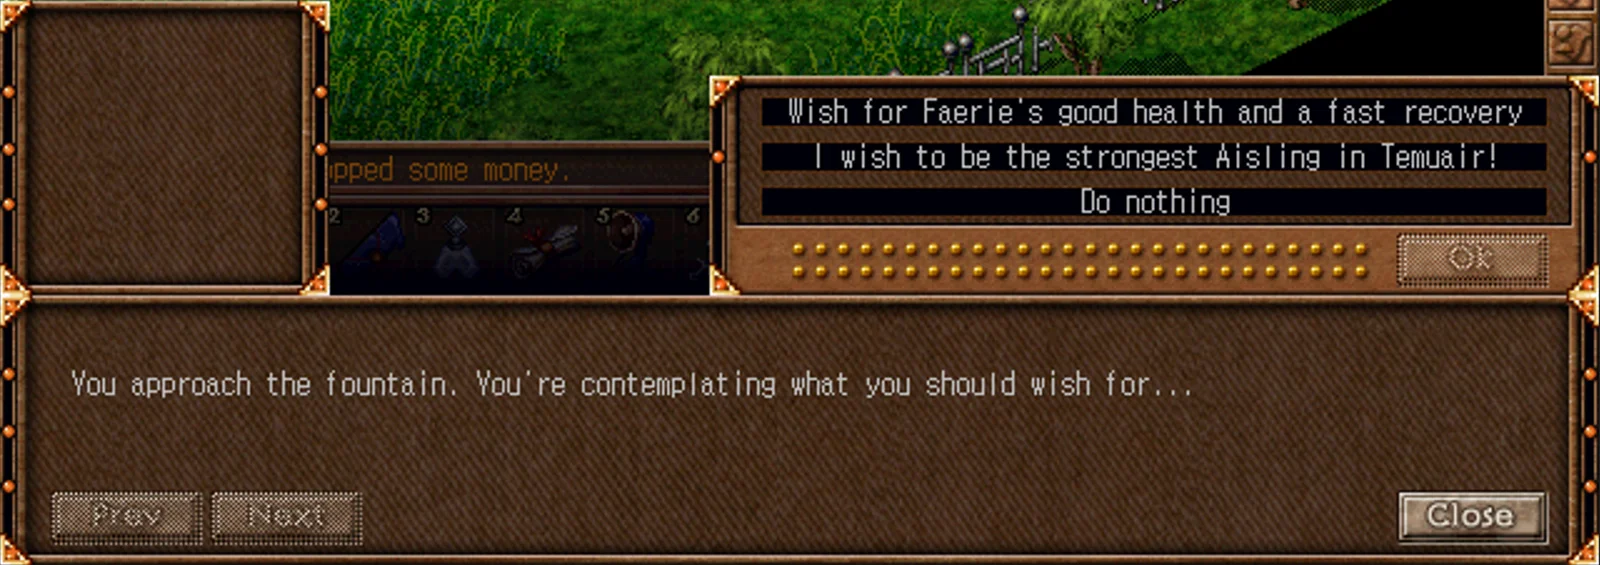 Wish for Faerie's good health and a fast recovery
I wish to be the strongest Aisling in Temuair!
Do nothing
opped some money.
2 3 4 5 6
Ok
You approach the fountain. You're contemplating what you should wish for...
Prev Next
Close